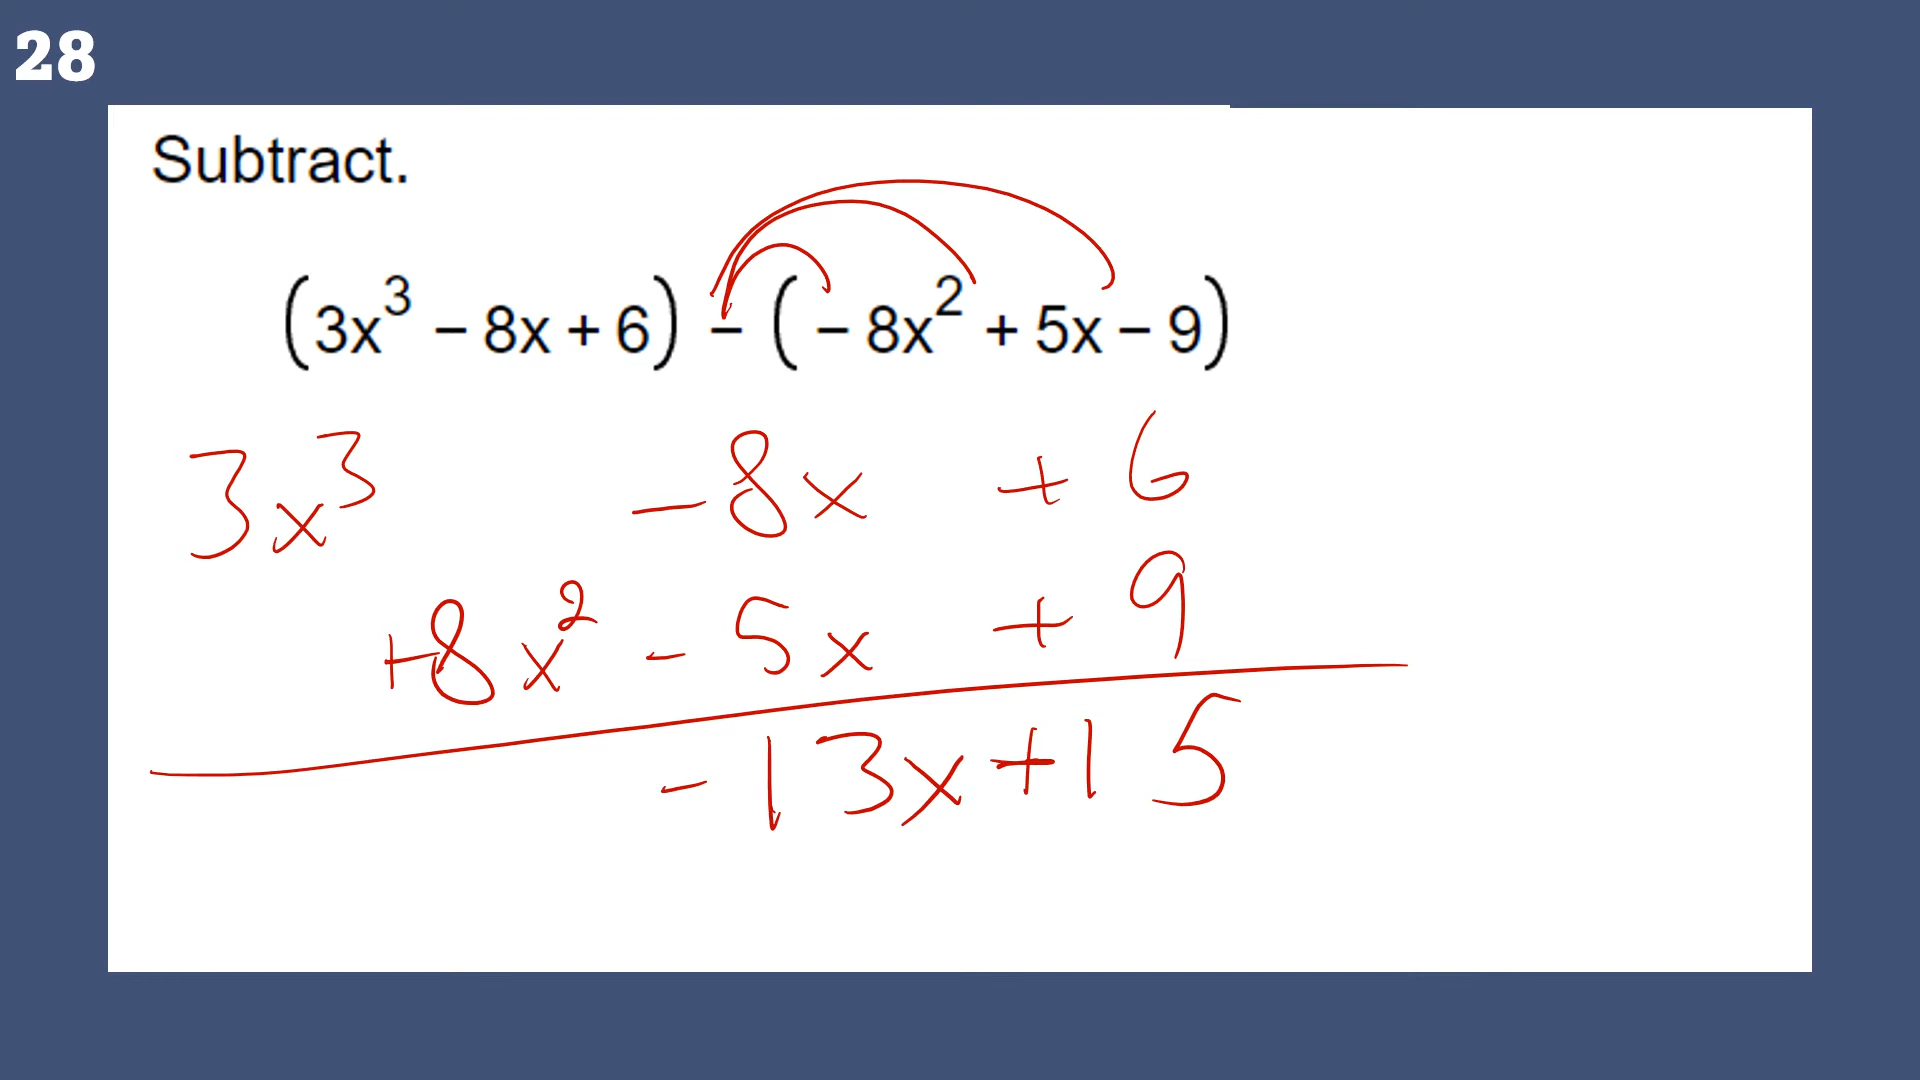 28
Subtract.
(3x³ − 8x + 6) − (− 8x² + 5x − 9)
3x³ − 8x + 6
+8x² − 5x + 9
− 13x + 15